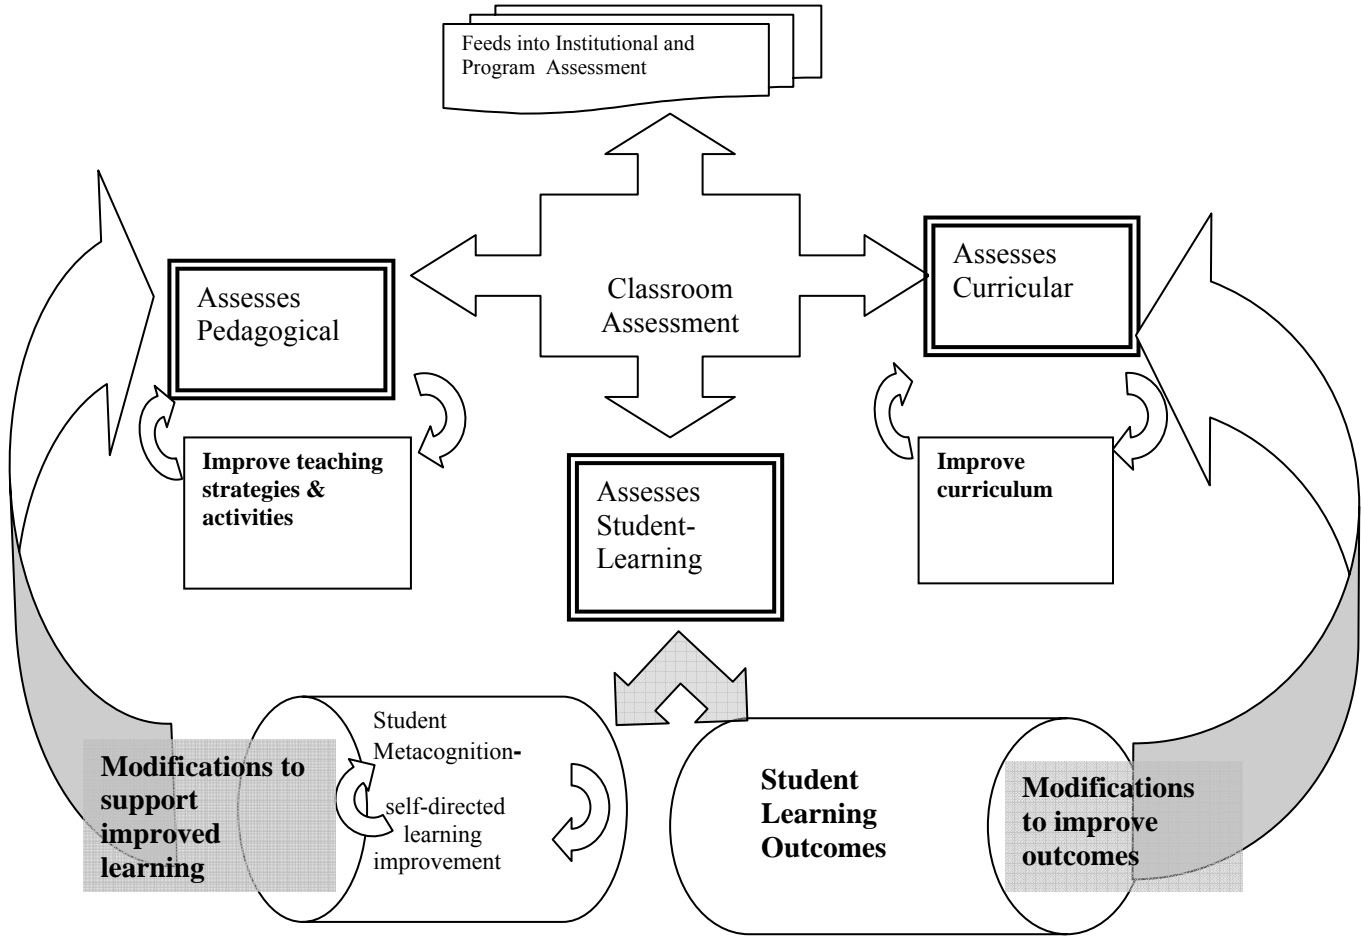 Feeds into Institutional and
Program Assessment
Classroom
Assessment
Assesses
Pedagogical
Assesses
Curricular
Improve teaching
strategies &
activities
Assesses
Student-
Learning
Improve
curriculum
Student
Metacognition-
self-directed
learning
improvement
Modifications to
support
improved
learning
Student
Learning
Outcomes
Modifications
to improve
outcomes